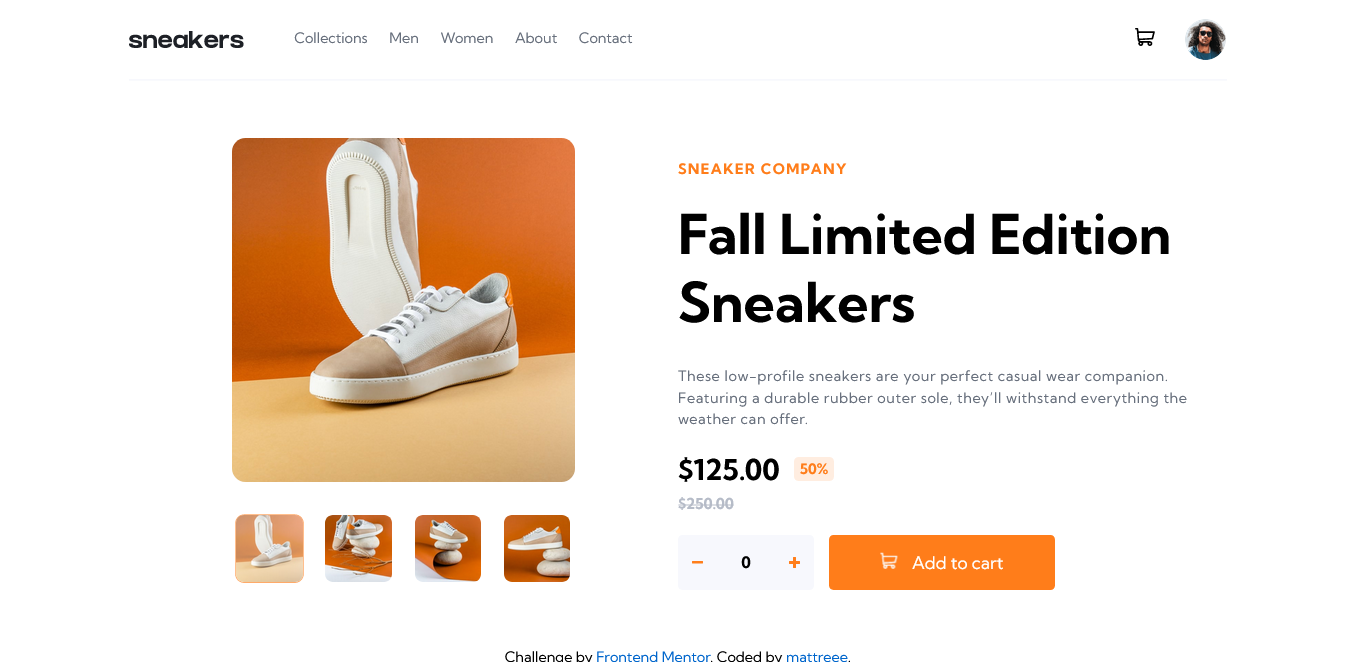 sneakers
Collections Men Women About Contact
SNEAKER COMPANY
Fall Limited Edition
Sneakers
These low-profile sneakers are your perfect casual wear companion.
Featuring a durable rubber outer sole, they’ll withstand everything the
weather can offer.
$125.00 50%
$250.00
0
Add to cart
Challenge by Frontend Mentor. Coded by mattreee.